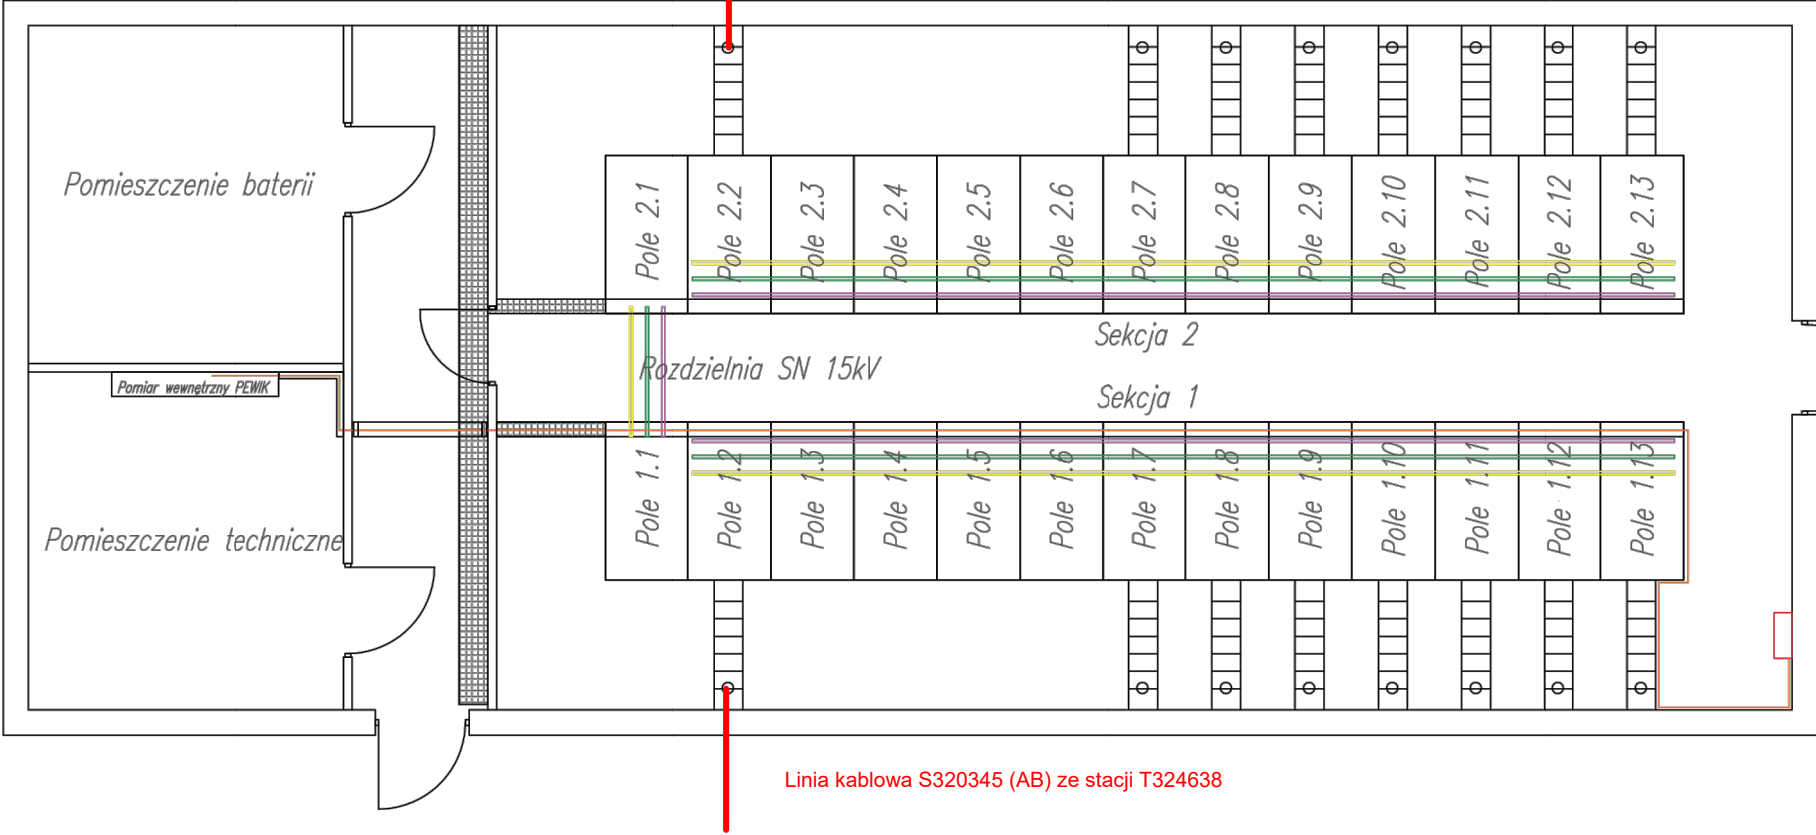 Pomieszczenie baterii
Pole 2.1
Pole 2.2
Pole 2.3
Pole 2.4
Pole 2.5
Pole 2.6
Pole 2.7
Pole 2.8
Pole 2.9
Pole 2.10
Pole 2.11
Pole 2.12
Pole 2.13
Sekcja 2
Rozdzielnia SN 15kV
Pomiar wewnętrzny PEWIK
Sekcja 1
Pole 1.1
Pole 1.2
Pole 1.3
Pole 1.4
Pole 1.5
Pole 1.6
Pole 1.7
Pole 1.8
Pole 1.9
Pole 1.10
Pole 1.11
Pole 1.12
Pole 1.13
Pomieszczenie techniczne
Linia kablowa S320345 (AB) ze stacji T324638